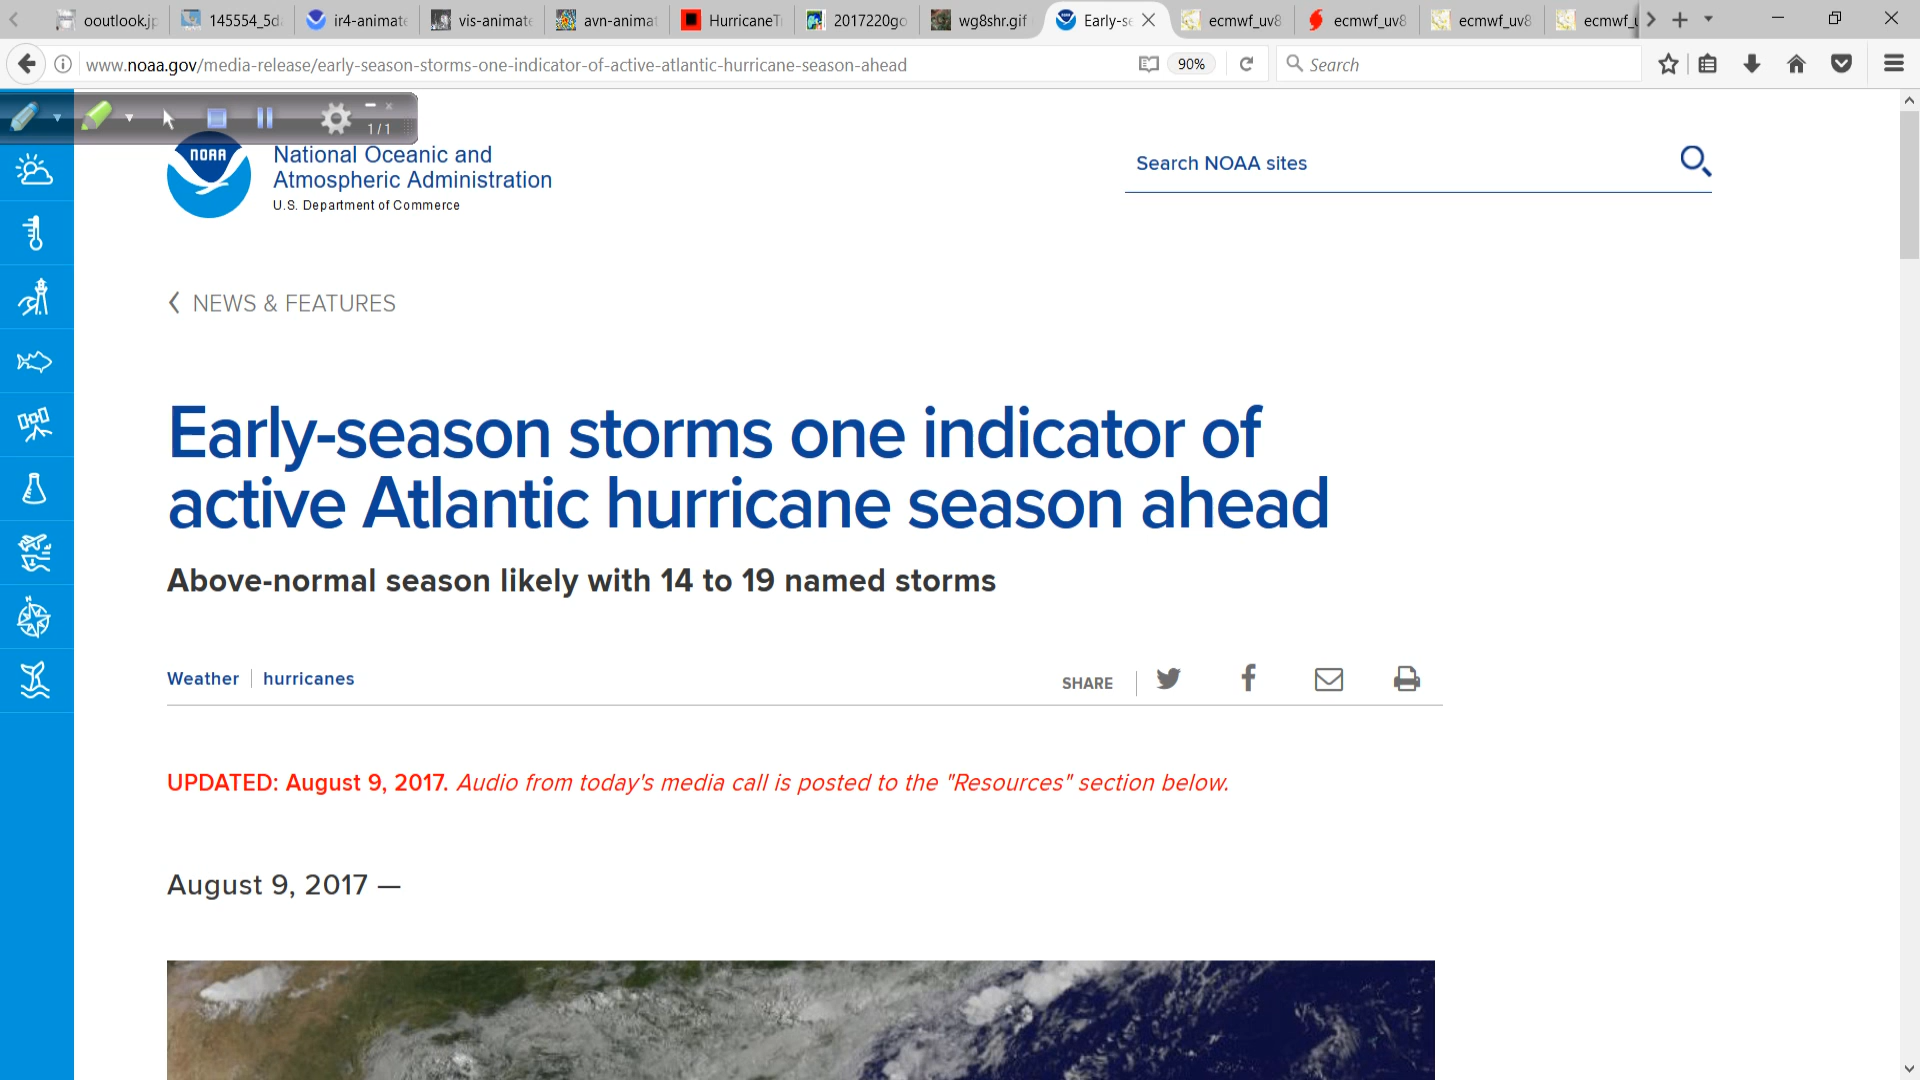 ooutlook.jp
145554_5d
ir4-animate
vis-animate
avn-animat
HurricaneT
2017220go
wg8shr.gif
Early-se
ecmwf_uv8
ecmwf_uv8
ecmwf_uv8
ecmwf_u
www.noaa.gov/media-release/early-season-storms-one-indicator-of-active-atlantic-hurricane-season-ahead
90%
Search
1/1
NOAA
National Oceanic and
Atmospheric Administration
U.S. Department of Commerce
Search NOAA sites
NEWS & FEATURES
Early-season storms one indicator of
active Atlantic hurricane season ahead
Above-normal season likely with 14 to 19 named storms
Weather | hurricanes
SHARE
UPDATED: August 9, 2017. Audio from today's media call is posted to the "Resources" section below.
August 9, 2017 —